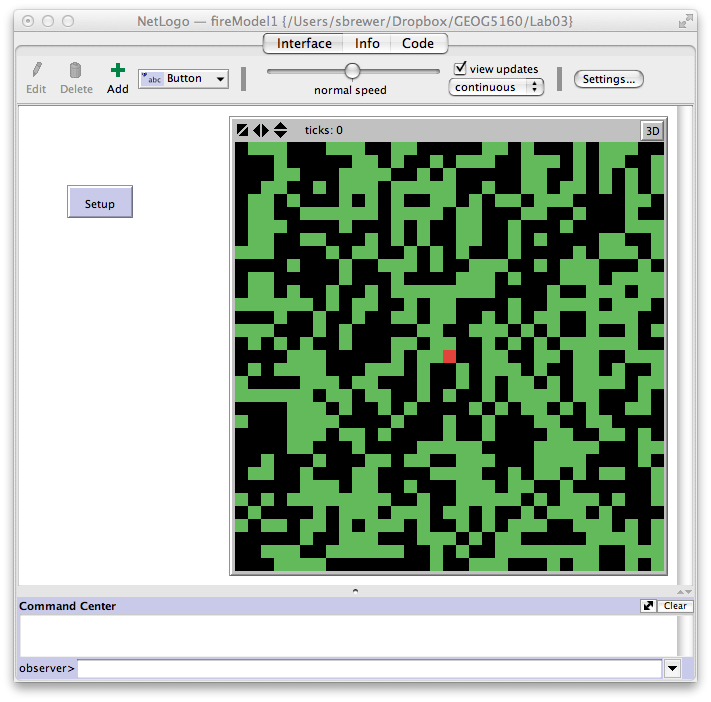 NetLogo — fireModel1 {/Users/sbrewer/Dropbox/GEOG5160/Lab03}
Interface Info Code
Edit Delete Add abc Button normal speed view updates continuous Settings...
ticks: 0 3D
Setup
Command Center Clear
observer>